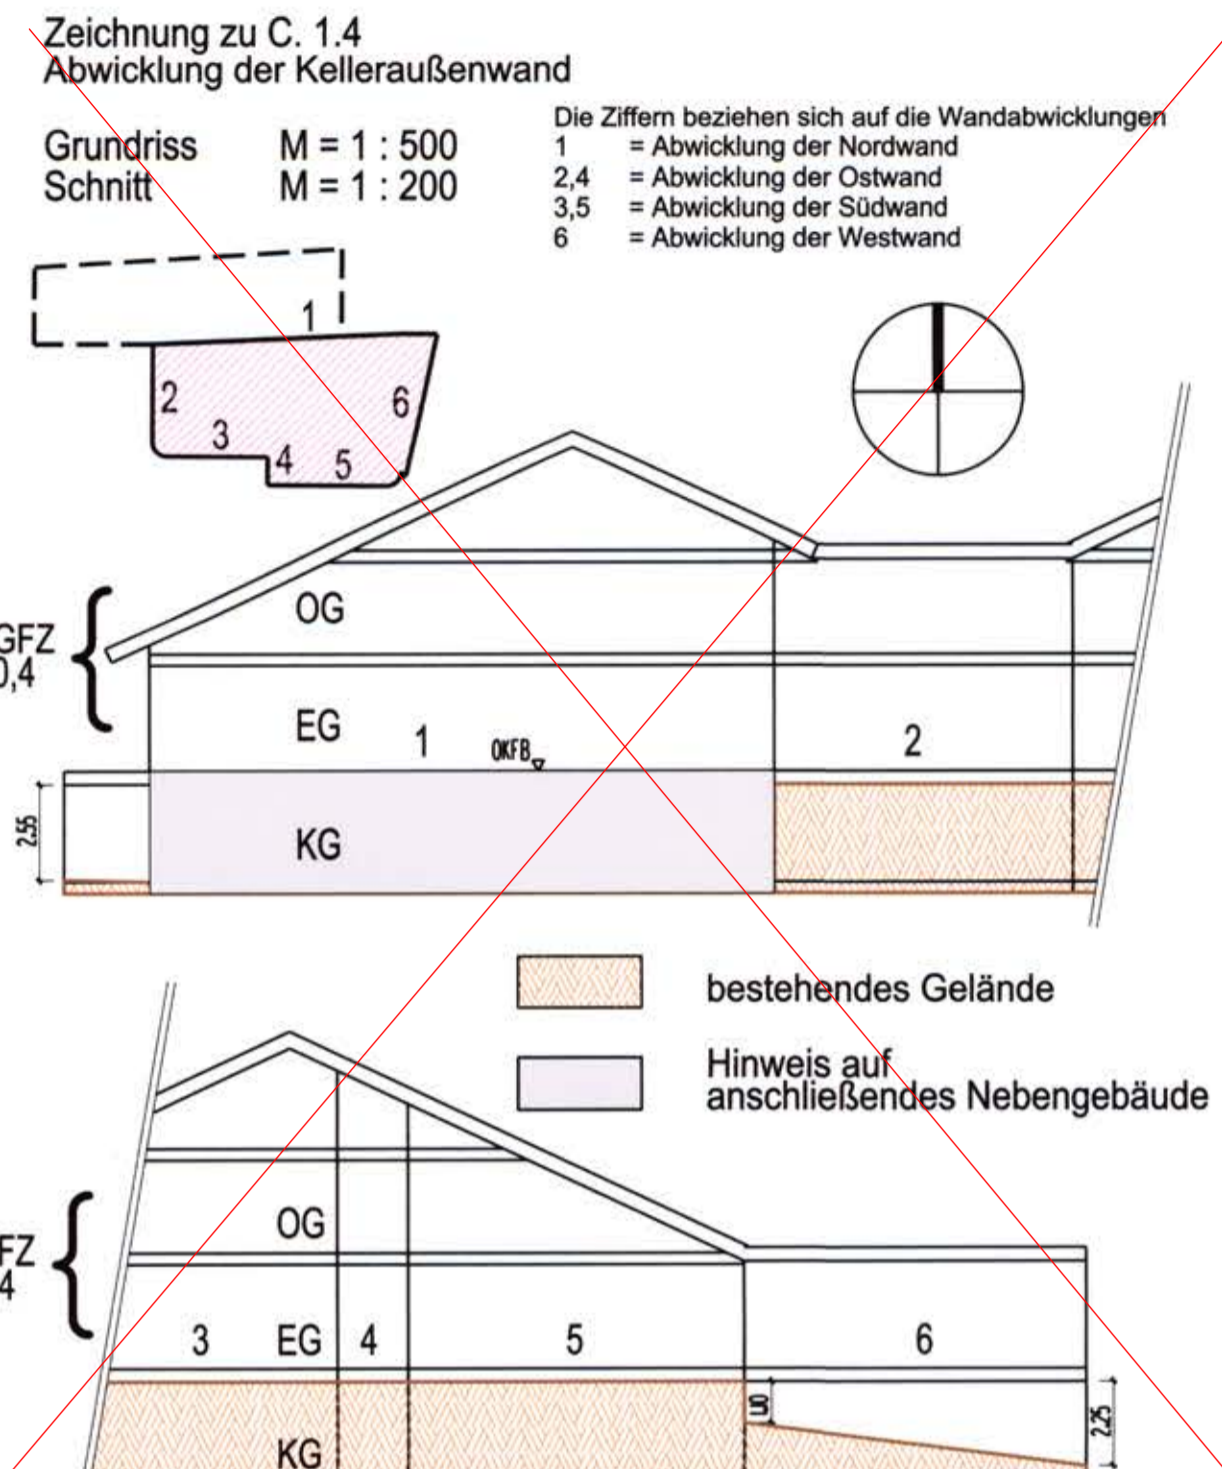 Zeichnung zu C. 1.4
Abwicklung der Kelleraußenwand
Grundriss M = 1 : 500
Schnitt M = 1 : 200
Die Ziffern beziehen sich auf die Wandabwicklungen
1 = Abwicklung der Nordwand
2,4 = Abwicklung der Ostwand
3,5 = Abwicklung der Südwand
6 = Abwicklung der Westwand
1
2
6
3
4
5
OG
GFZ
0,4
EG
1
OKFB
2
2.55
KG
bestehendes Gelände
Hinweis auf
anschließendes Nebengebäude
OG
FZ
4
3
EG
4
5
6
2.25
KG